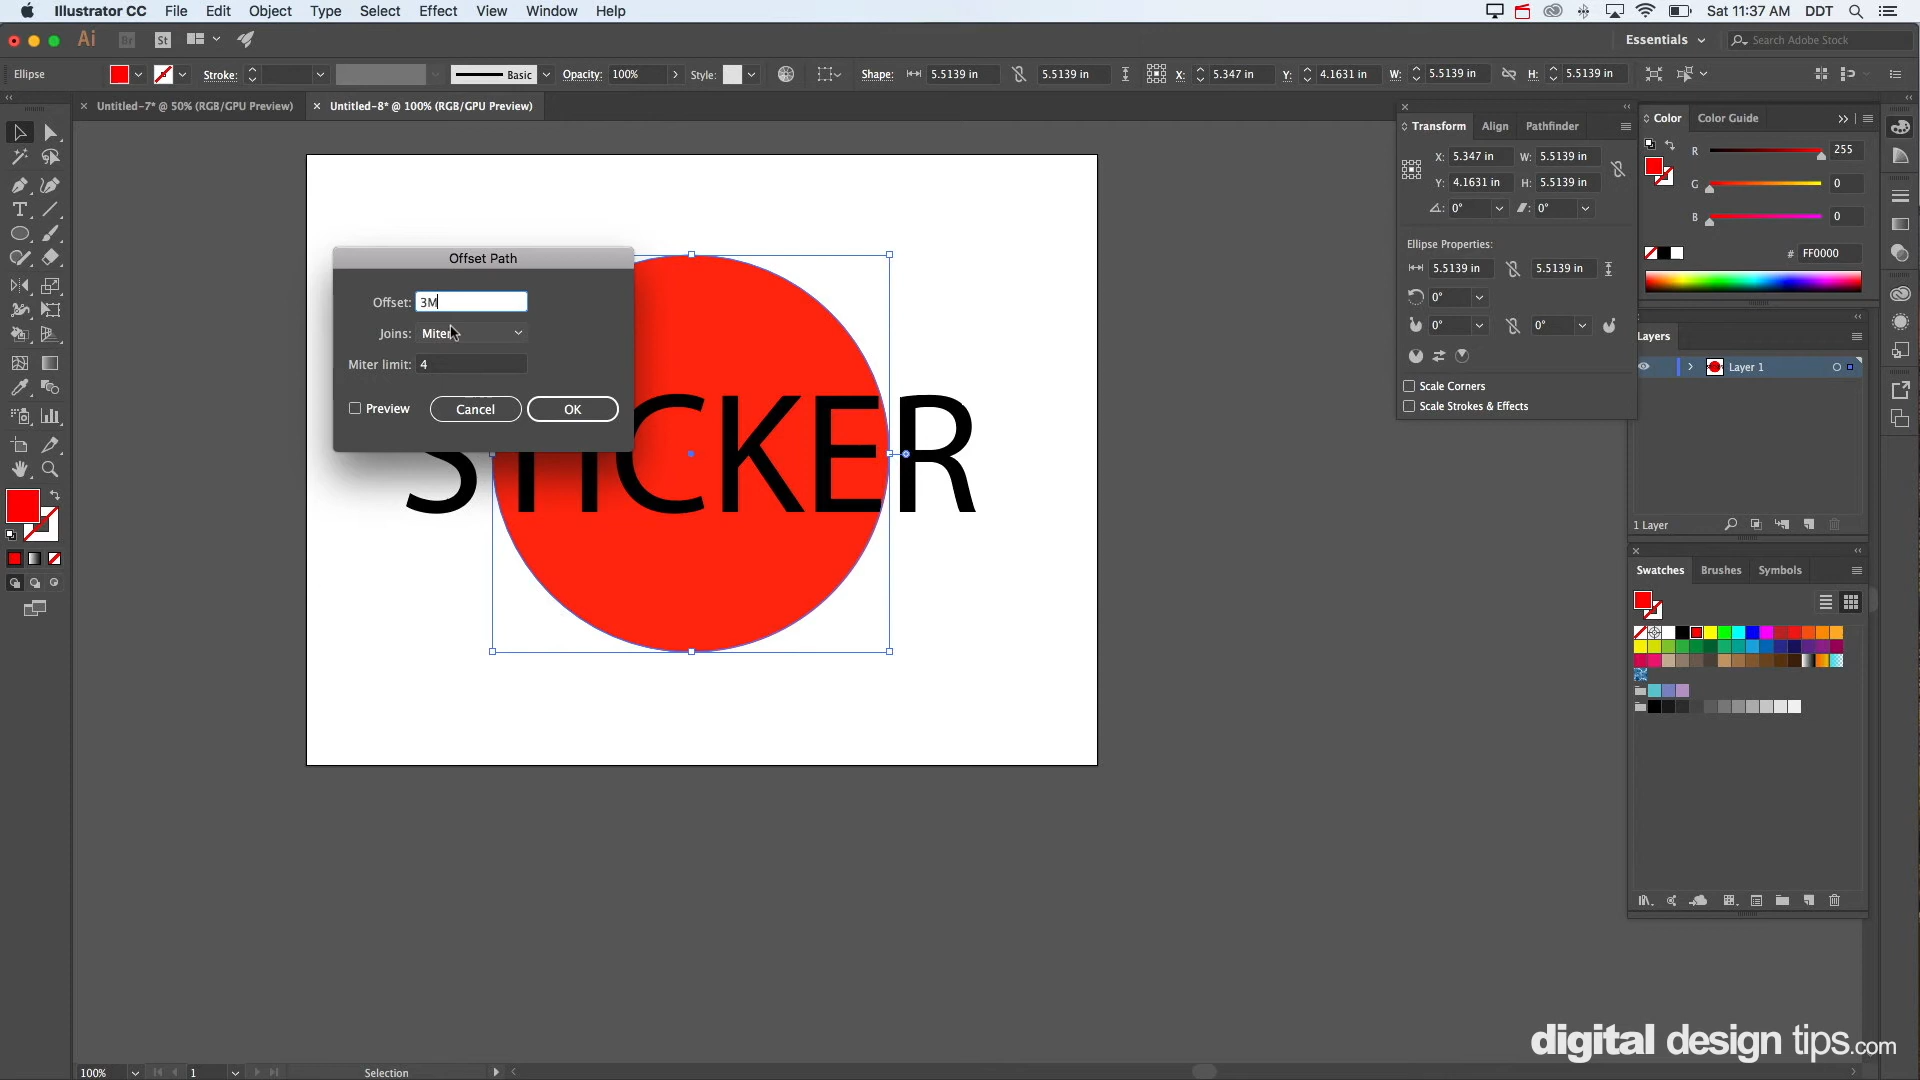 Illustrator CC File Edit Object Type Select Effect View Window Help Sat 11:37 AM DDT
Ai Br St Essentials Search Adobe Stock
Ellipse Stroke: Basic Opacity: 100% Style: Shape: 5.5139 in 5.5139 in X: 5.347 in Y: 4.1631 in W: 5.5139 in H: 5.5139 in
Untitled-7* @ 50% (RGB/GPU Preview) Untitled-8* @ 100% (RGB/GPU Preview)
Transform Align Pathfinder
X: 5.347 in W: 5.5139 in
Y: 4.1631 in H: 5.5139 in
0° 0°
Ellipse Properties:
5.5139 in 5.5139 in
0°
0° 0°
Scale Corners
Scale Strokes & Effects
Color Color Guide
R 255
G 0
B 0
# FF0000
Layers
Layer 1
1 Layer
Swatches Brushes Symbols
Offset Path
Offset: 3M
Joins: Miter
Miter limit: 4
Preview Cancel OK
STICKER
100% 1 Selection
digital design tips.com